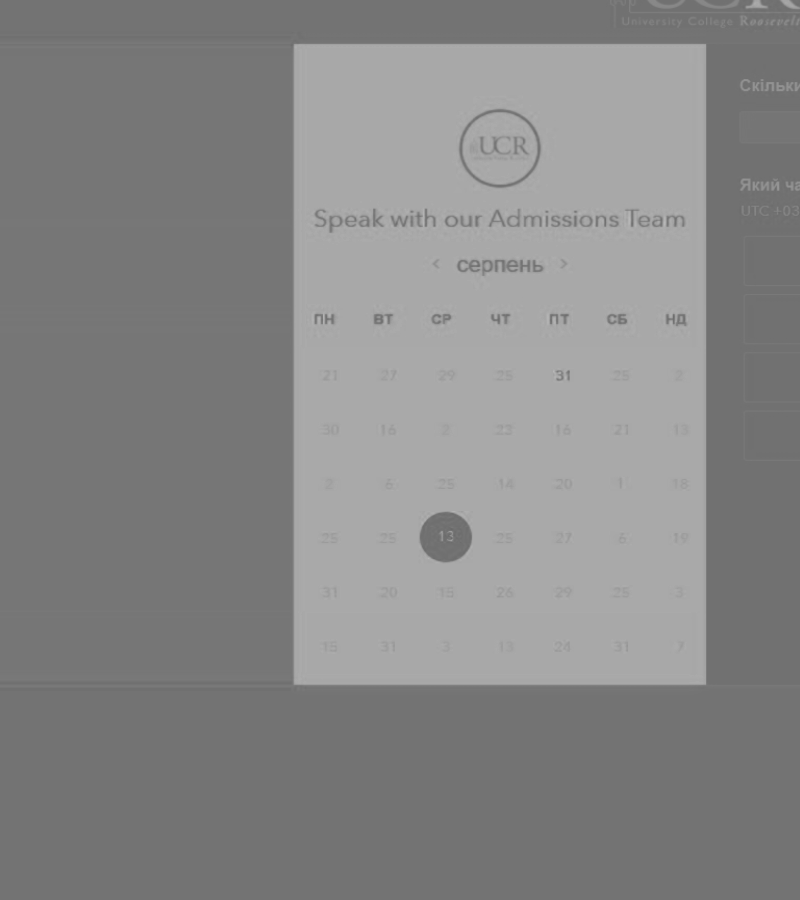 University College Roosevelt
UCR
Speak with our Admissions Team
< серпень >
ПН ВТ СР ЧТ ПТ СБ НД
21 27 29 25 31 25 2
30 16 2 22 16 21 13
2 6 25 14 20 1 18
25 25 13 25 27 6 19
31 20 15 26 29 25 3
15 31 3 13 24 31 7
Скільки
Який ча
UTC +03